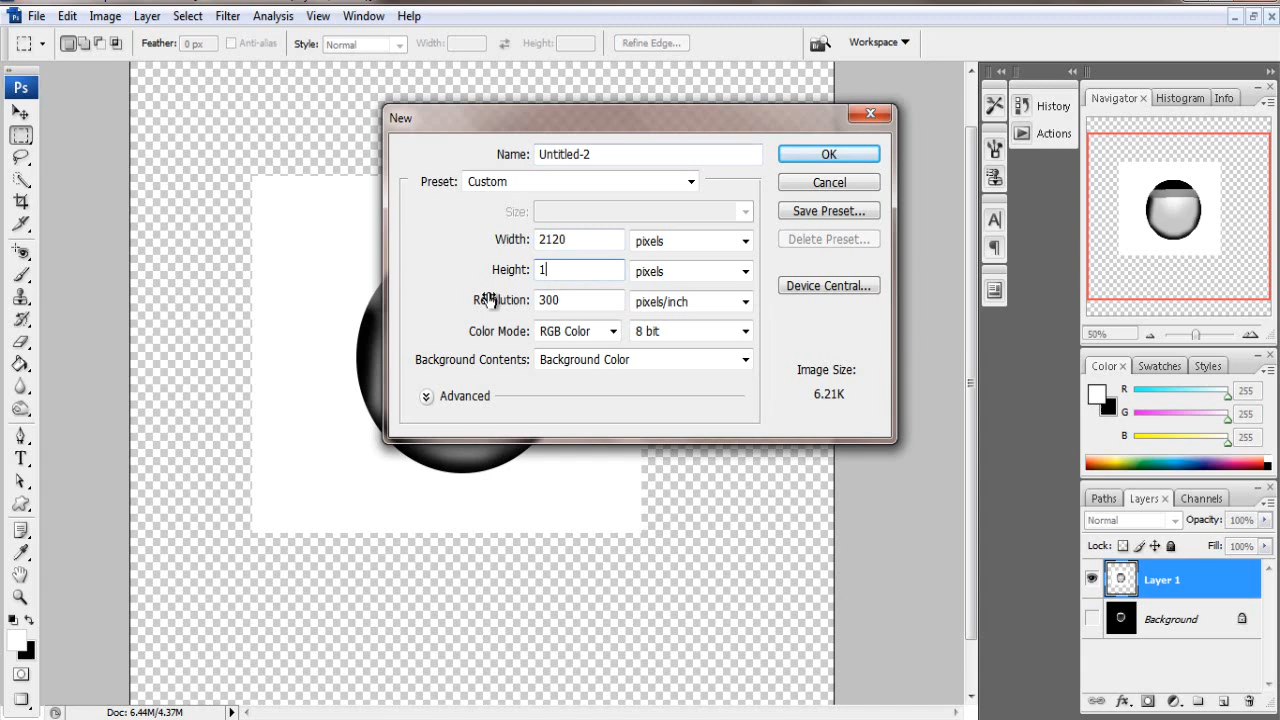 File Edit Image Layer Select Filter Analysis View Window Help
Feather: 0 px Anti-alias Style: Normal Width: Height: Refine Edge... Workspace
Ps
New
Name: Untitled-2 OK
Preset: Custom Cancel
Size: Save Preset...
Width: 2120 pixels Delete Preset...
Height: 1 pixels
Resolution: 300 pixels/inch Device Central...
Color Mode: RGB Color 8 bit
Background Contents: Background Color
Advanced
Image Size:
6.21K
History
Actions
Navigator Histogram Info
50%
Color Swatches Styles
R 255
G 255
B 255
Paths Layers Channels
Normal Opacity: 100%
Lock: Fill: 100%
Layer 1
Background
Doc: 6.44M/4.37M